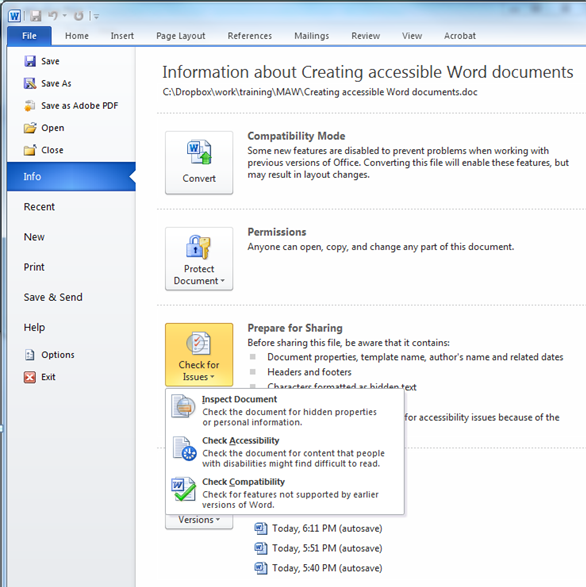 File Home Insert Page Layout References Mailings Review View Acrobat
Save
Save As
Save as Adobe PDF
Open
Close
Info
Recent
New
Print
Save & Send
Help
Options
Exit
Information about Creating accessible Word documents
C:\Dropbox\work\training\MAW\Creating accessible Word documents.doc
Convert
Compatibility Mode
Some new features are disabled to prevent problems when working with
previous versions of Office. Converting this file will enable these features, but
may result in layout changes.
Protect
Document
Permissions
Anyone can open, copy, and change any part of this document.
Check for
Issues
Prepare for Sharing
Before sharing this file, be aware that it contains:
Document properties, template name, author's name and related dates
Headers and footers
Characters formatted as hidden text
for accessibility issues because of the
Inspect Document
Check the document for hidden properties
or personal information.
Check Accessibility
Check the document for content that people
with disabilities might find difficult to read.
Check Compatibility
Check for features not supported by earlier
versions of Word.
Versions
Today, 6:11 PM (autosave)
Today, 5:51 PM (autosave)
Today, 5:40 PM (autosave)